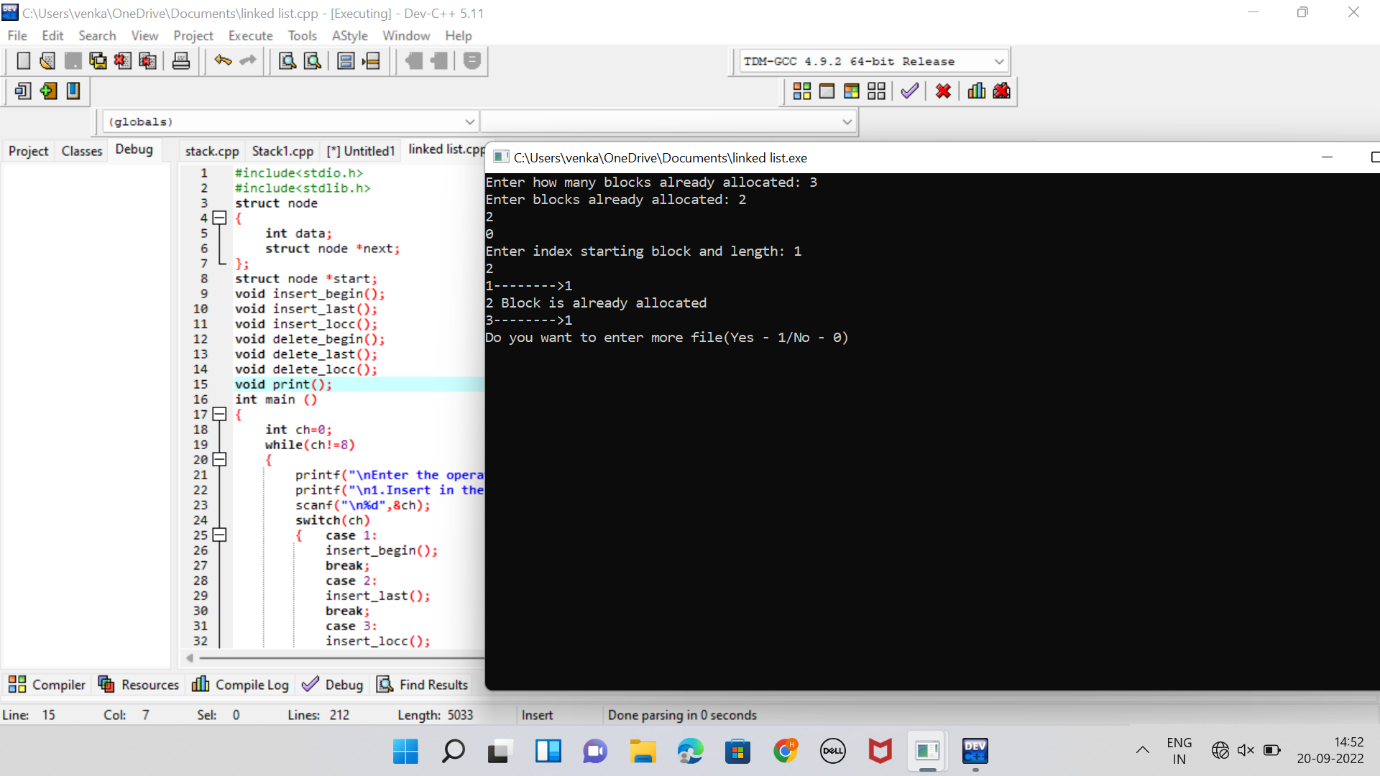 C:\Users\venka\OneDrive\Documents\linked list.cpp - [Executing] - Dev-C++ 5.11
File Edit Search View Project Execute Tools AStyle Window Help
TDM-GCC 4.9.2 64-bit Release
(globals)
Project Classes Debug
stack.cpp Stack1.cpp [*] Untitled1 linked list.cpp
1 #include<stdio.h>
2 #include<stdlib.h>
3 struct node
4 {
5 int data;
6 struct node *next;
7 };
8 struct node *start;
9 void insert_begin();
10 void insert_last();
11 void insert_locc();
12 void delete_begin();
13 void delete_last();
14 void delete_locc();
15 void print();
16 int main ()
17 {
18 int ch=0;
19 while(ch!=8)
20 {
21 printf("\nEnter the opera
22 printf("\n1.Insert in the
23 scanf("\n%d",&ch);
24 switch(ch)
25 { case 1:
26 insert_begin();
27 break;
28 case 2:
29 insert_last();
30 break;
31 case 3:
32 insert_locc();
C:\Users\venka\OneDrive\Documents\linked list.exe
Enter how many blocks already allocated: 3
Enter blocks already allocated: 2
2
0
Enter index starting block and length: 1
2
1-------->1
2 Block is already allocated
3-------->1
Do you want to enter more file(Yes - 1/No - 0)
Compiler Resources Compile Log Debug Find Results
Line: 15 Col: 7 Sel: 0 Lines: 212 Length: 5033 Insert Done parsing in 0 seconds
DELL
DEV
ENG
IN
14:52
20-09-2022